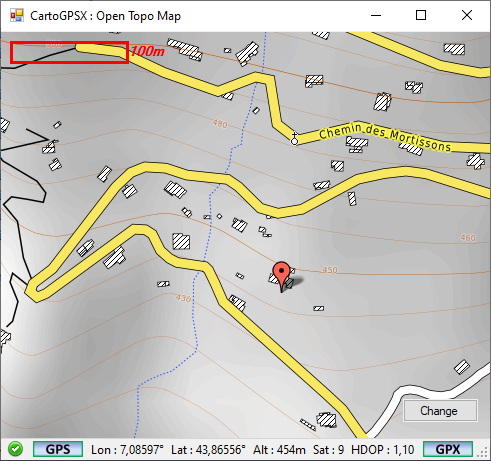 CartoGPSX : Open Topo Map
100m
480
Chemin des Mortissons
460
450
430
Change
GPS Lon : 7,08597° Lat : 43,86556° Alt : 454m Sat : 9 HDOP : 1,10 GPX